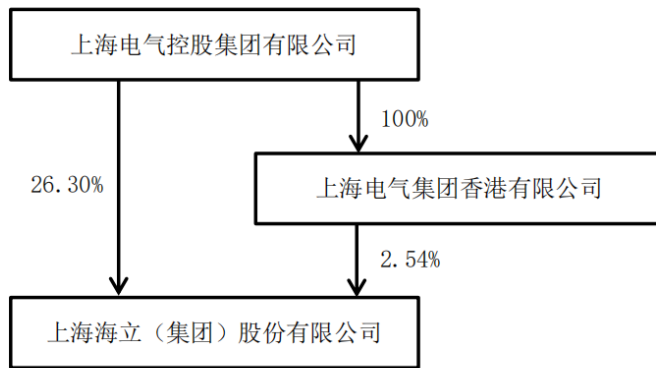 上海电气控股集团有限公司
100%
26.30%
上海电气集团香港有限公司
2.54%
上海海立（集团）股份有限公司